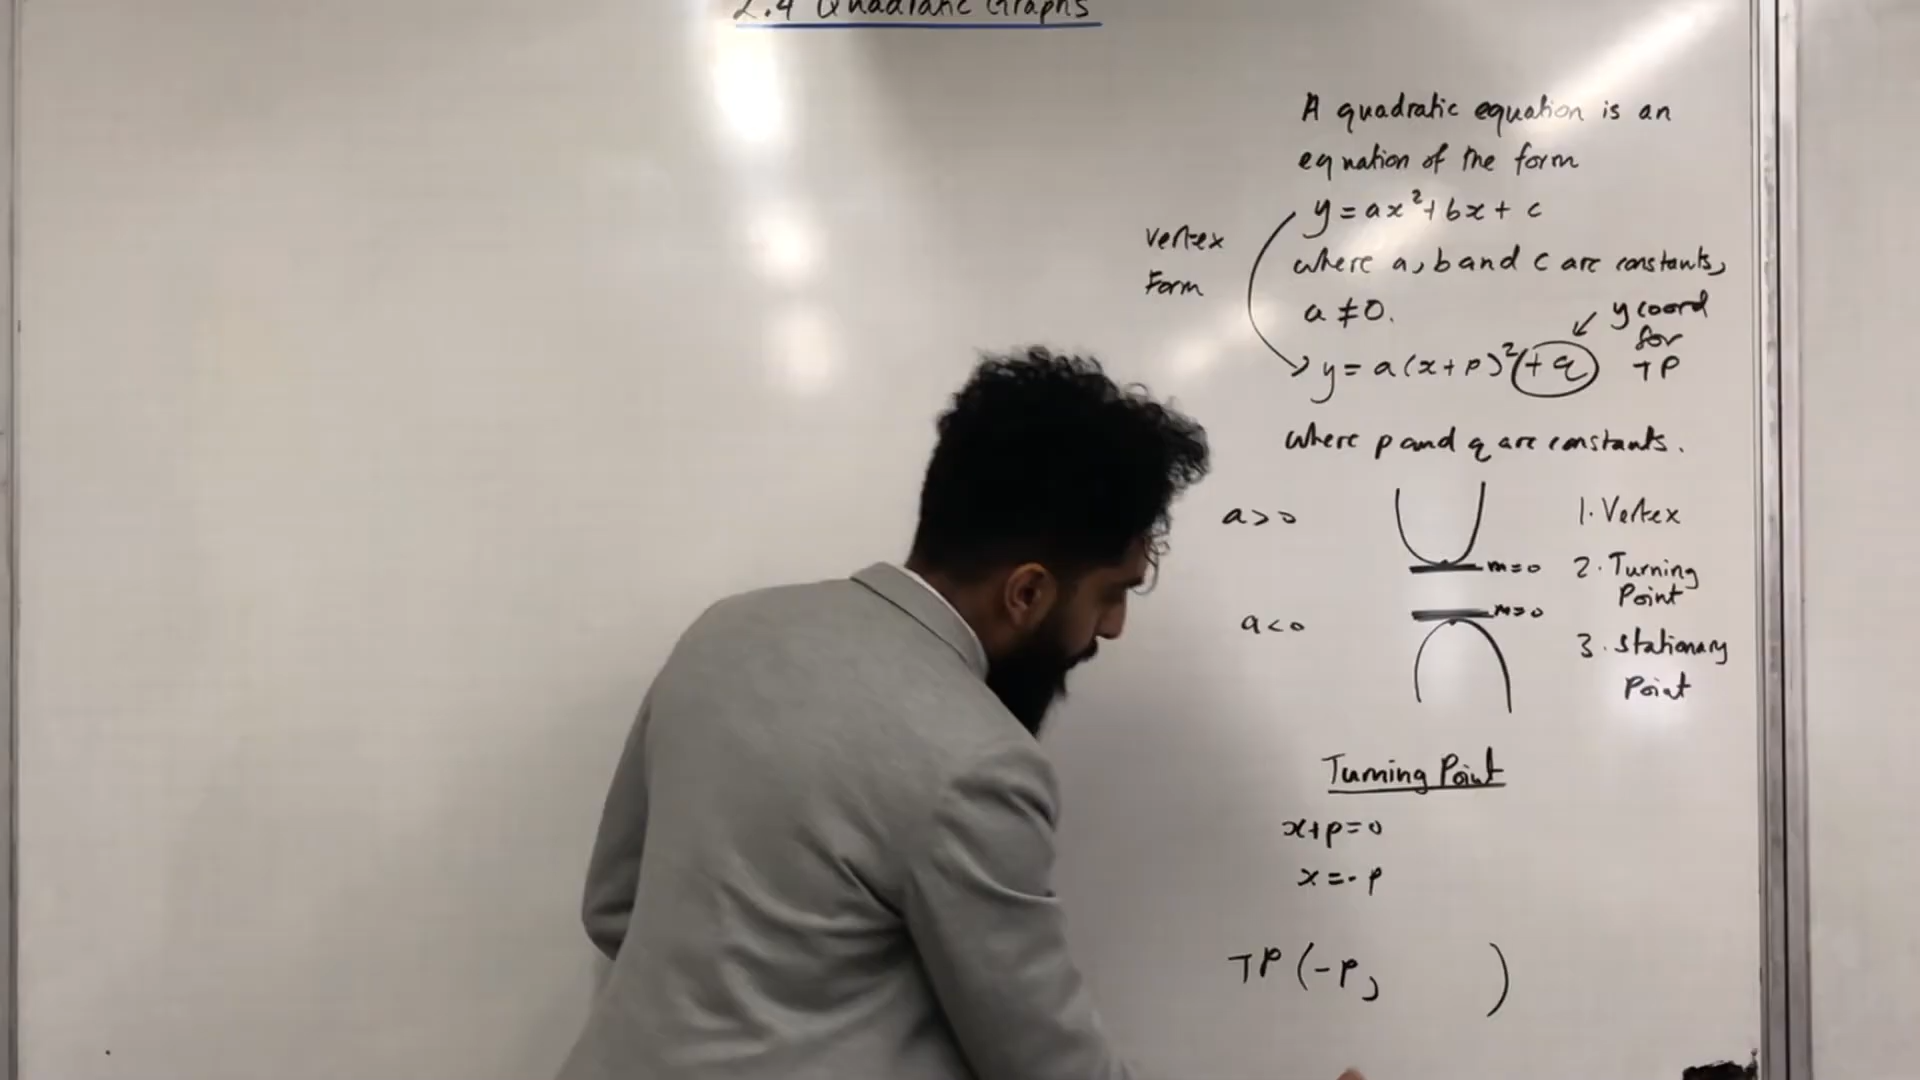 2.4 Quadratic Graphs
A quadratic equation is an
equation of the form
y = ax² + bx + c
Vertex
Form
where a, b and c are constants,
a ≠ 0.
y coord
for
TP
y = a(x + p)² + q
where p and q are constants.
a > 0
m = 0
a < 0
m = 0
1. Vertex
2. Turning
Point
3. Stationary
Point
Turning Point
x + p = 0
x = - p
TP (-p, )